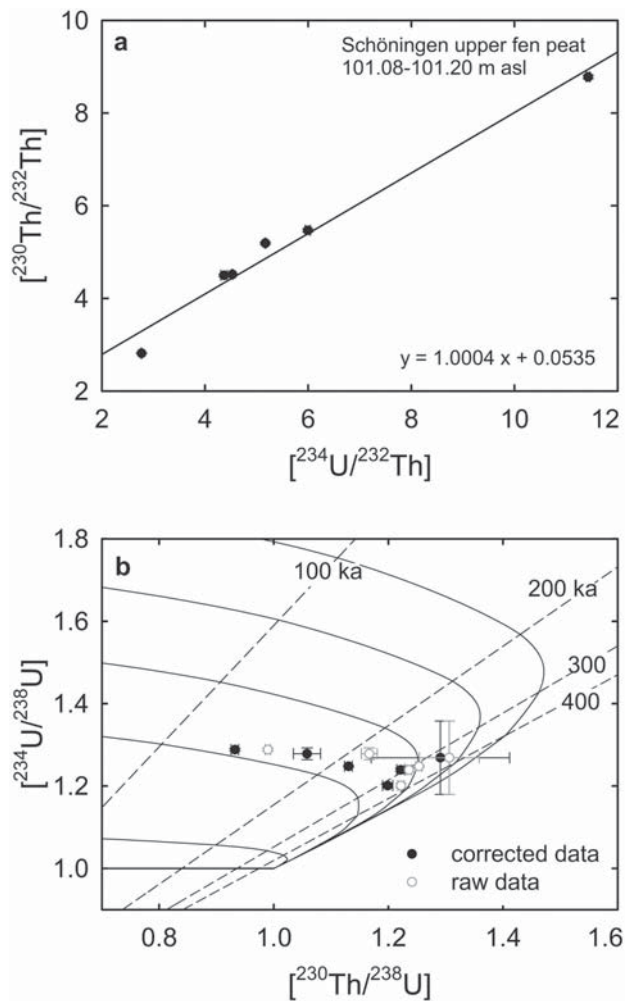 a
Schöningen upper fen peat
101.08-101.20 m asl
10
8
6
4
2
[²³⁰Th/²³²Th]
y = 1.0004 x + 0.0535
2 4 6 8 10 12
[²³⁴U/²³²Th]
b
1.8
1.6
1.4
1.2
1.0
[²³⁴U/²³⁸U]
100 ka
200 ka
300
400
corrected data
raw data
0.8 1.0 1.2 1.4 1.6
[²³⁰Th/²³⁸U]